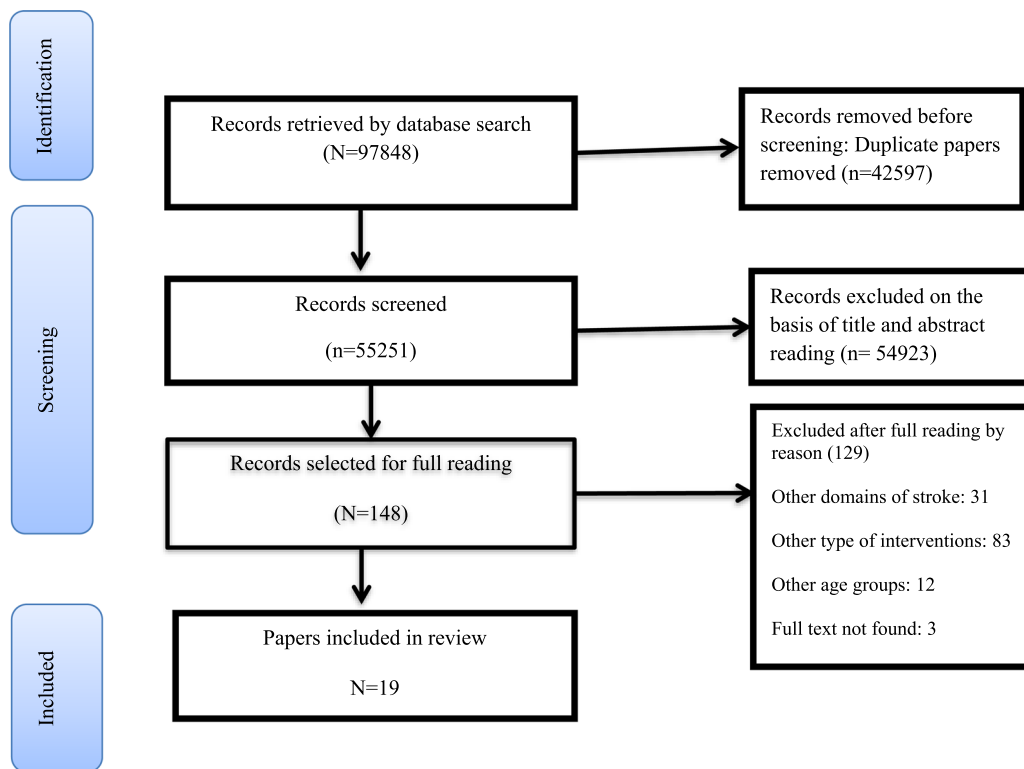 Identification
Records retrieved by database search
(N=97848)
Records removed before
screening: Duplicate papers
removed (n=42597)
Screening
Records screened
(n=55251)
Records excluded on the
basis of title and abstract
reading (n= 54923)
Records selected for full reading
(N=148)
Excluded after full reading by
reason (129)
Other domains of stroke: 31
Other type of interventions: 83
Other age groups: 12
Full text not found: 3
Included
Papers included in review
N=19